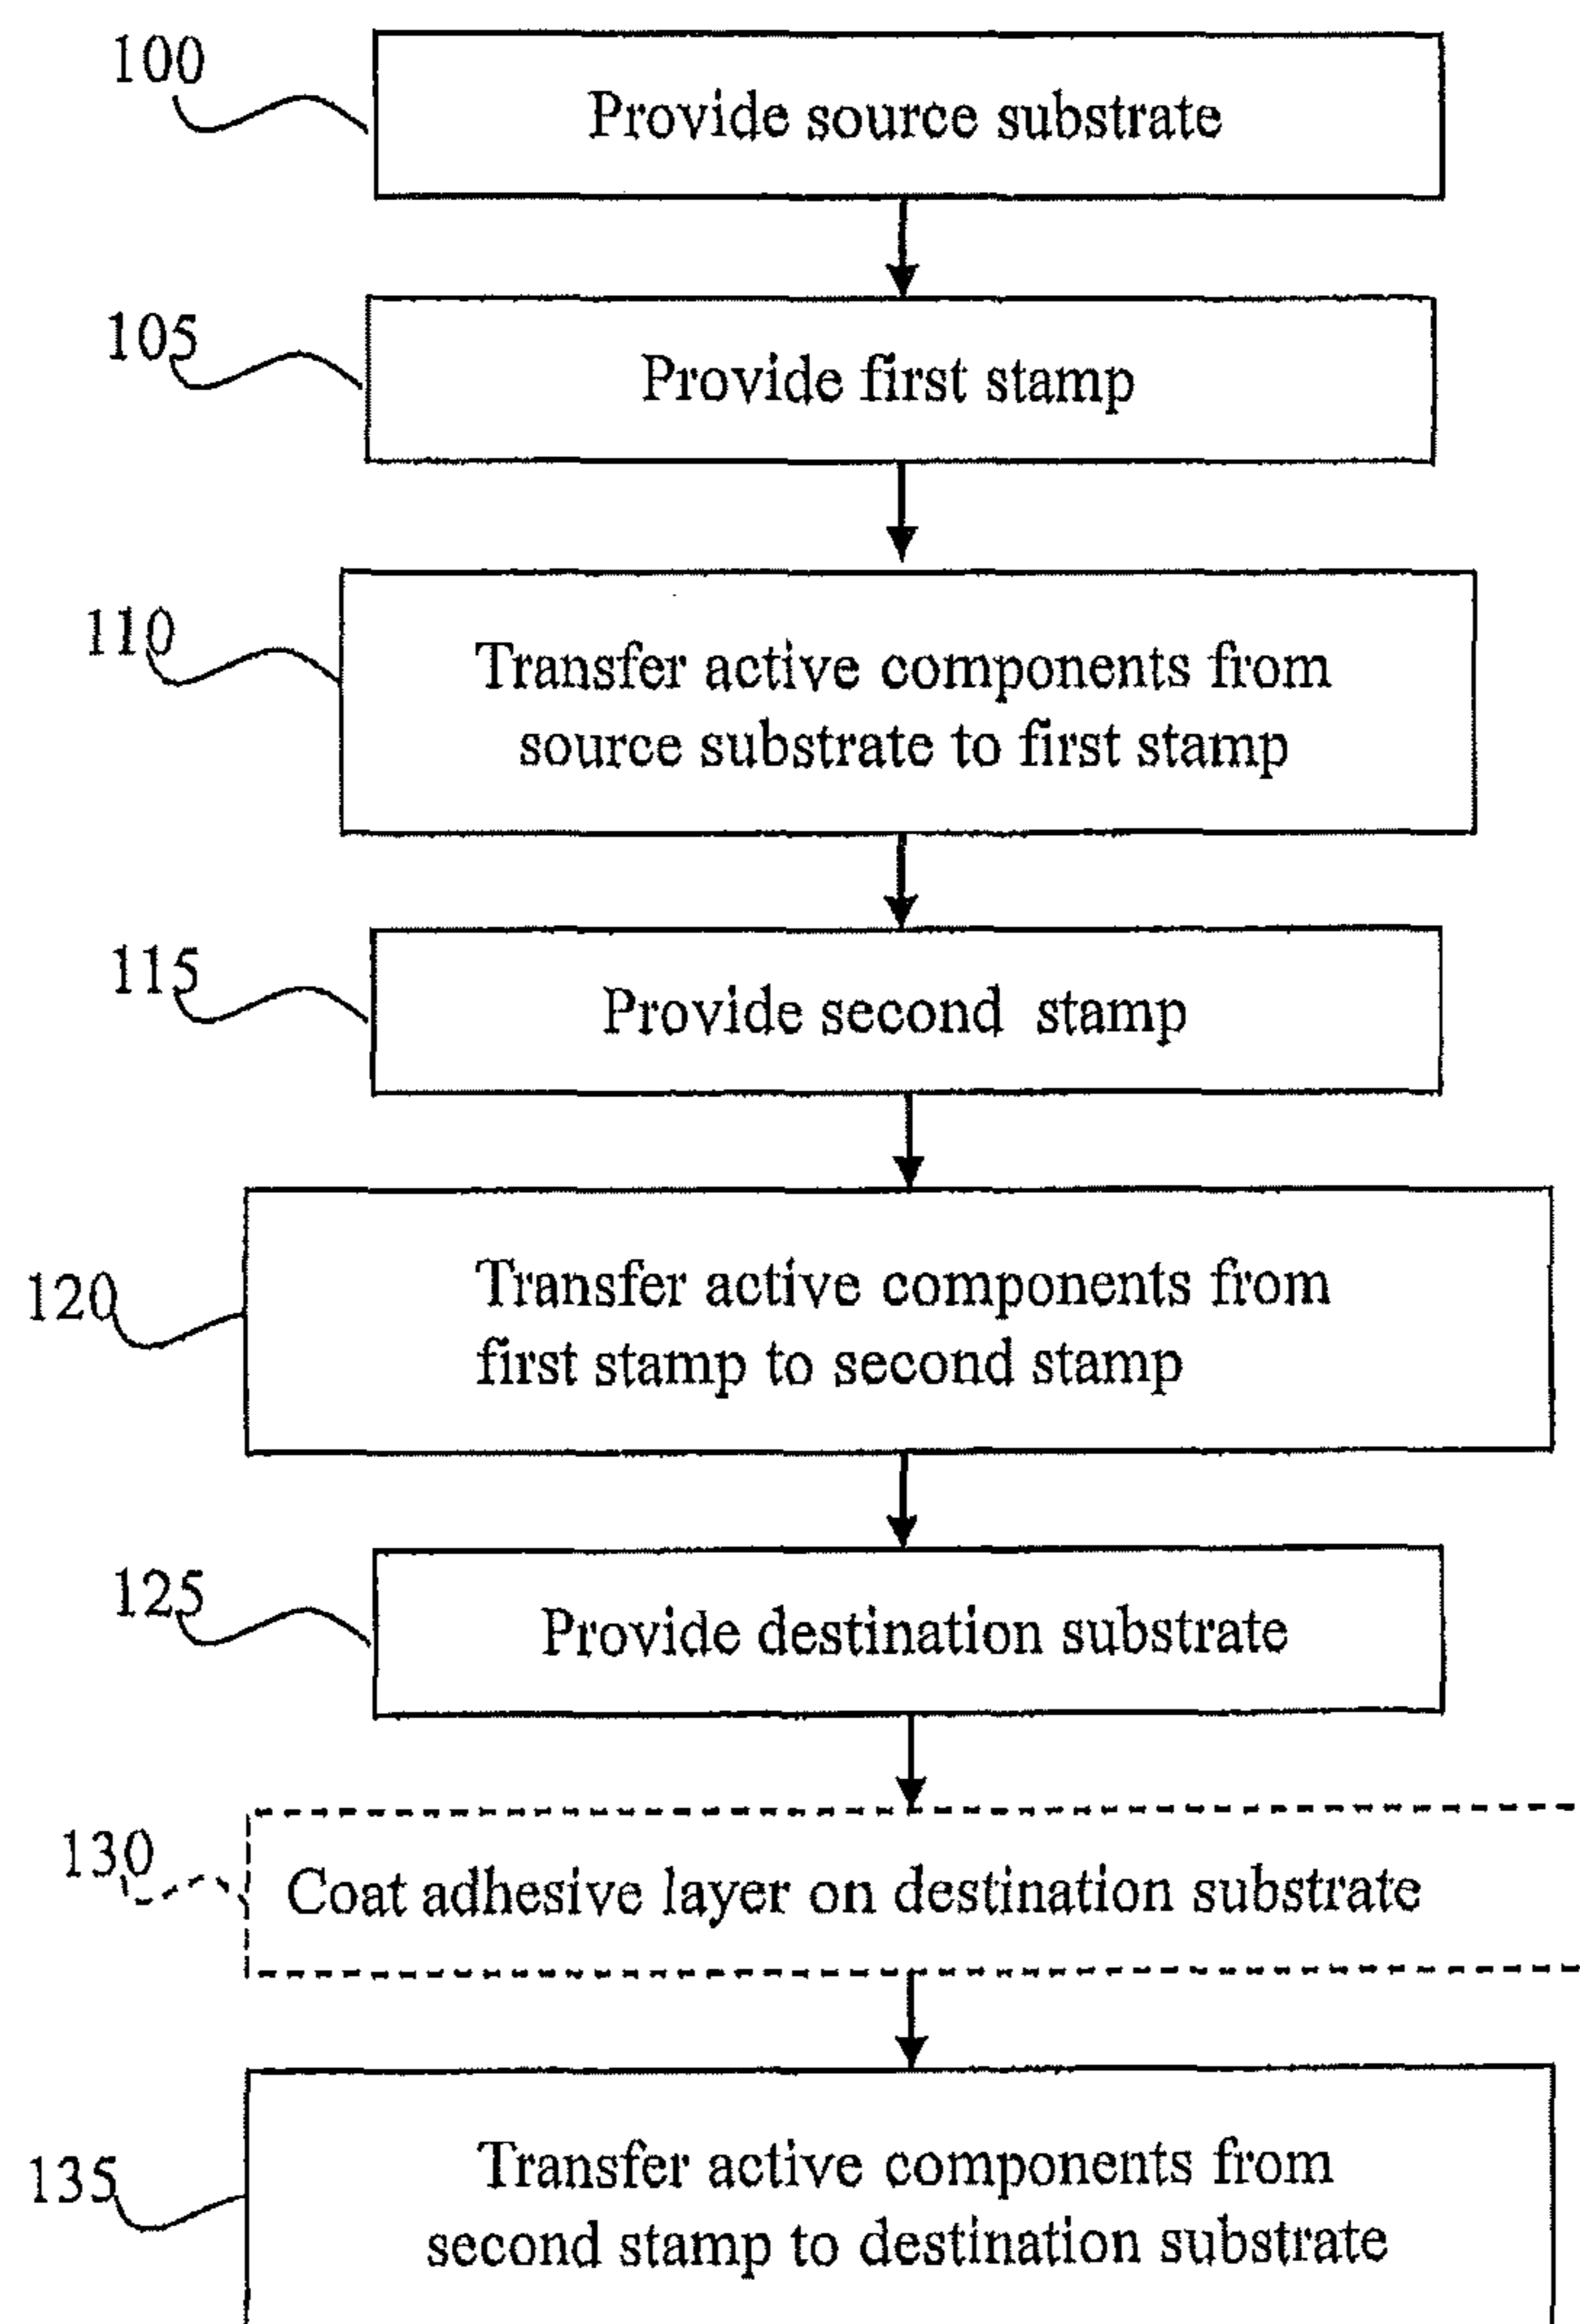 100
Provide source substrate
105
Provide first stamp
110
Transfer active components from
source substrate to first stamp
115
Provide second stamp
120
Transfer active components from
first stamp to second stamp
125
Provide destination substrate
130
Coat adhesive layer on destination substrate
135
Transfer active components from
second stamp to destination substrate